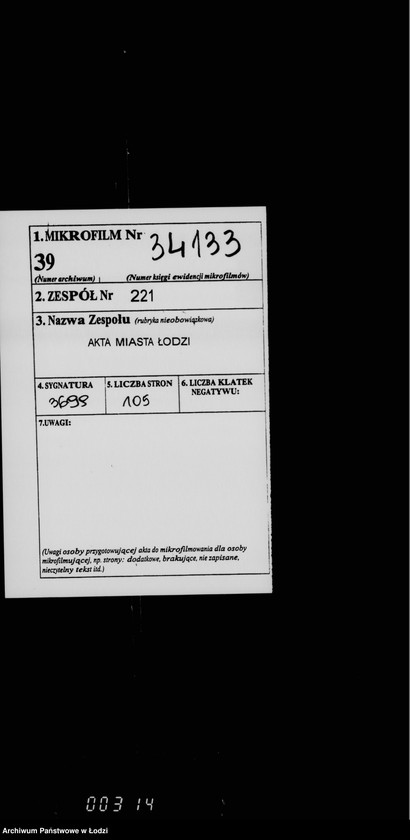 1. MIKROFILM Nr 34133
39
(Numer archiwum) (Numer księgi ewidencji mikrofilmów)
2. ZESPÓŁ Nr 221
3. Nazwa Zespołu (rubryka nieobowiązkowa)
AKTA MIASTA ŁODZI
4. SYGNATURA 5. LICZBA STRON 6. LICZBA KLATEK
NEGATYWU:
3698 105
7. UWAGI:
(Uwagi osoby przygotowującej akta do mikrofilmowania dla osoby
mikrofilmującej, np. strony: dodatkowe, brakujące, nie zapisane,
nieczytelny tekst itd.)
00314
Archiwum Państwowe w Łodzi